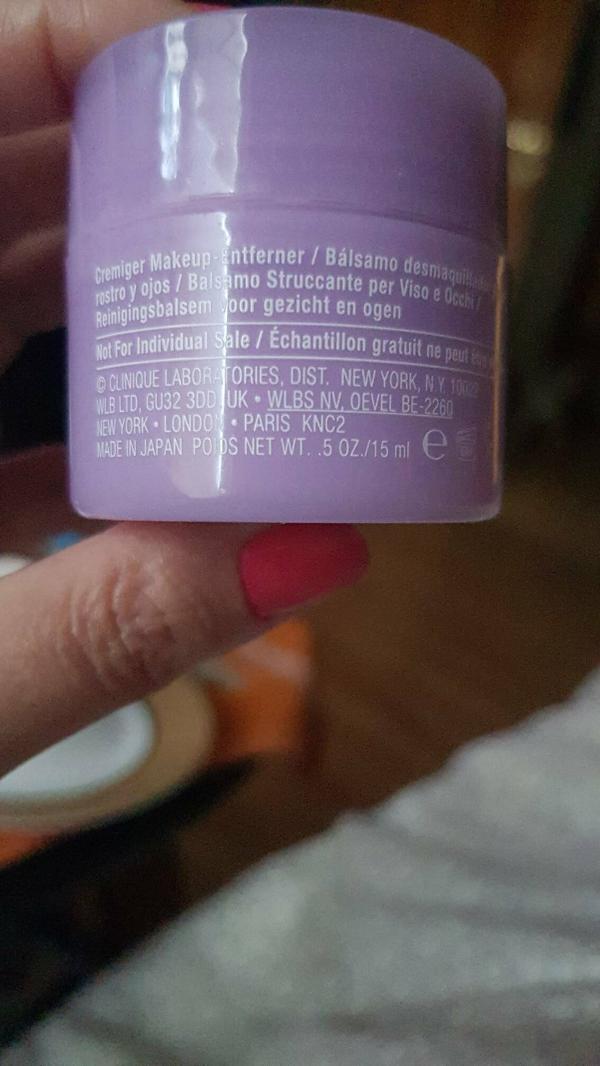 Cremiger Makeup-Entferner / Bálsamo
rostro y ojos / Balsamo Struccante per Viso e Occhi /
Reinigingsbalsem voor gezicht en ogen
Not For Individual Sale / Échantillon gratuit ne peut être
© CLINIQUE LABORATORIES, DIST. NEW YORK, N.Y.
WLB LTD, GU32 3DD UK • WLBS NV, OEVEL BE-2260
NEW YORK • LONDON • PARIS KNC2
MADE IN JAPAN POIDS NET WT. .5 OZ./15 ml e